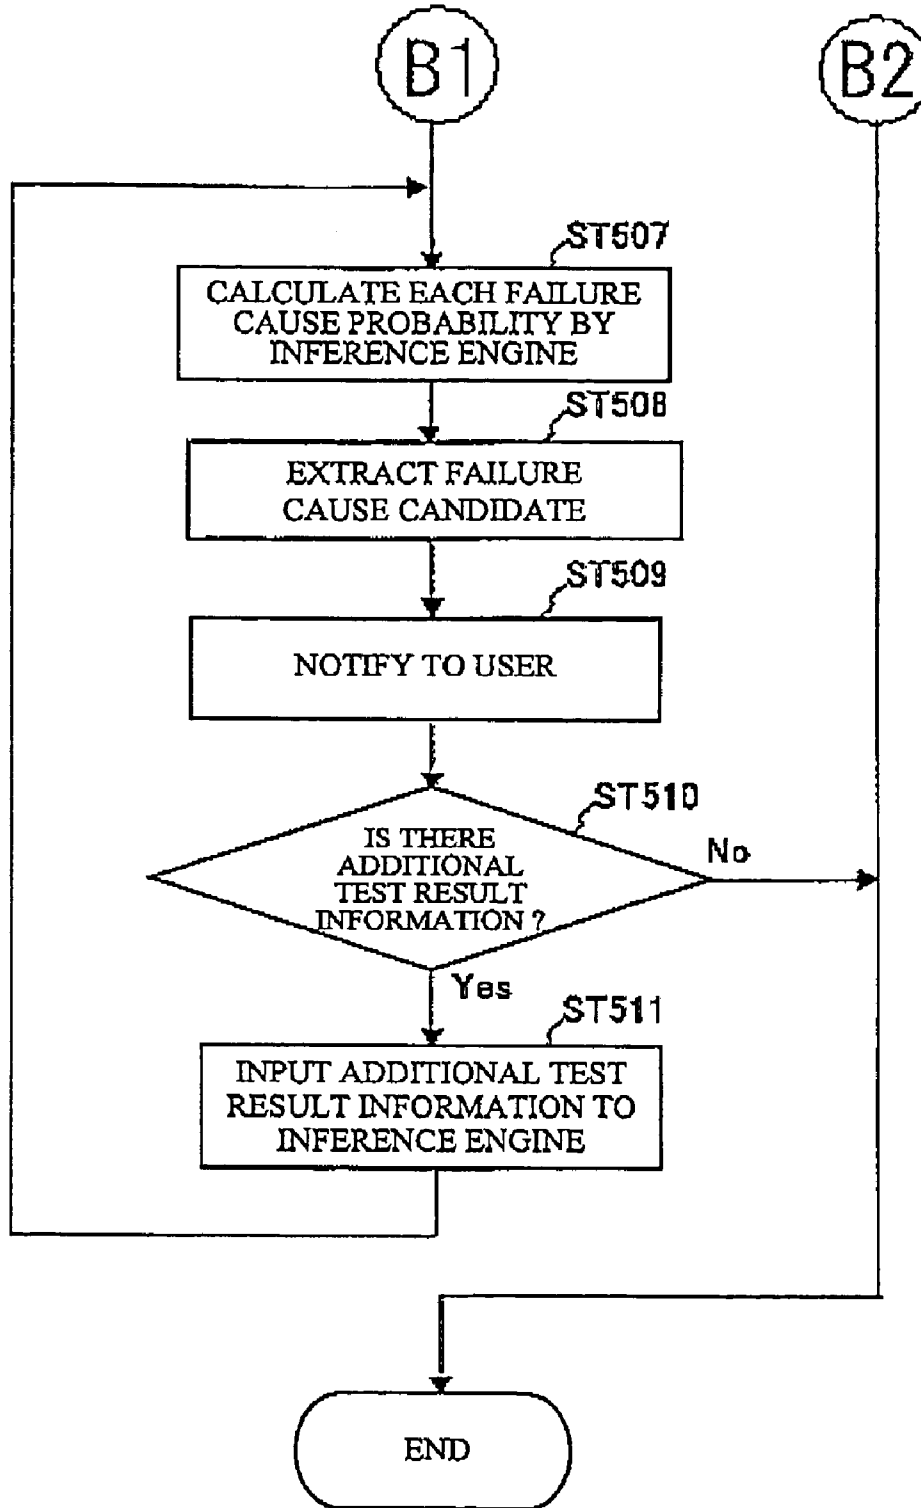 B1
B2
ST507
CALCULATE EACH FAILURE
CAUSE PROBABILITY BY
INFERENCE ENGINE
ST508
EXTRACT FAILURE
CAUSE CANDIDATE
ST509
NOTIFY TO USER
ST510
IS THERE
ADDITIONAL
TEST RESULT
INFORMATION ?
No
Yes
ST511
INPUT ADDITIONAL TEST
RESULT INFORMATION TO
INFERENCE ENGINE
END